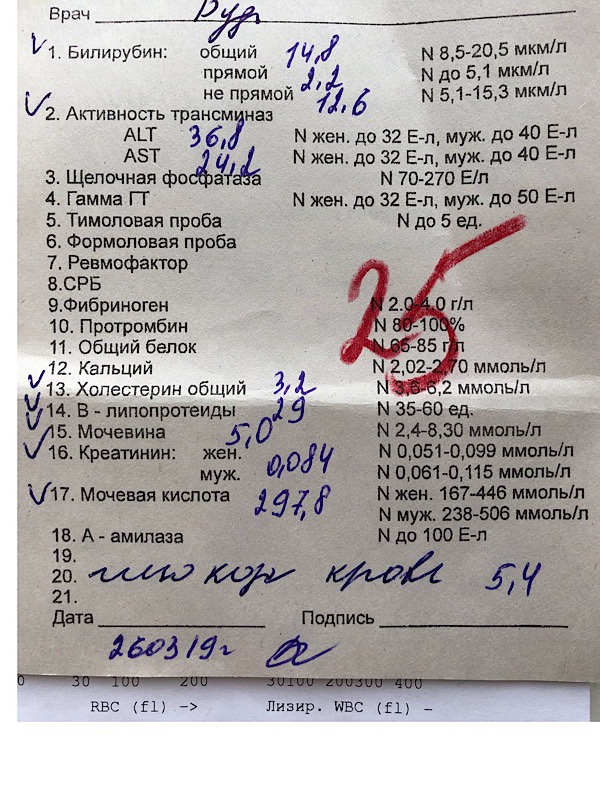 Врач
1. Билирубин: общий 14,8 N 8,5-20,5 мкм/л
прямой 2,2 N до 5,1 мкм/л
не прямой 12,6 N 5,1-15,3 мкм/л
2. Активность трансминаз
ALT 36,8 N жен. до 32 Е-л, муж. до 40 Е-л
AST 24,2 N жен. до 32 Е-л, муж. до 40 Е-л
3. Щелочная фосфатаза N 70-270 Е/л
4. Гамма ГТ N жен. до 32 Е-л, муж. до 50 Е-л
5. Тимоловая проба N до 5 ед.
6. Формоловая проба
7. Ревмофактор
8.СРБ
25
9.Фибриноген N 2.0-4.0 г/л
10. Протромбин N 80-100%
11. Общий белок N 65-85 г/л
12. Кальций N 2,02-2,70 ммоль/л
13. Холестерин общий 3,2 N 3,6-6,2 ммоль/л
14. В - липопротеиды 29 N 35-60 ед.
15. Мочевина 5,0 N 2,4-8,30 ммоль/л
16. Креатинин: жен. N 0,051-0,099 ммоль/л
муж. 0,084 N 0,061-0,115 ммоль/л
17. Мочевая кислота 297,8 N жен. 167-446 ммоль/л
N муж. 238-506 ммоль/л
18. А - амилаза N до 100 Е-л
19.
20. глюкоза крови 5,4
21.
Дата Подпись
260319г
0 30 100 200 30100 200300 400
RBC (fl) -> Лизир. WBC (fl) -